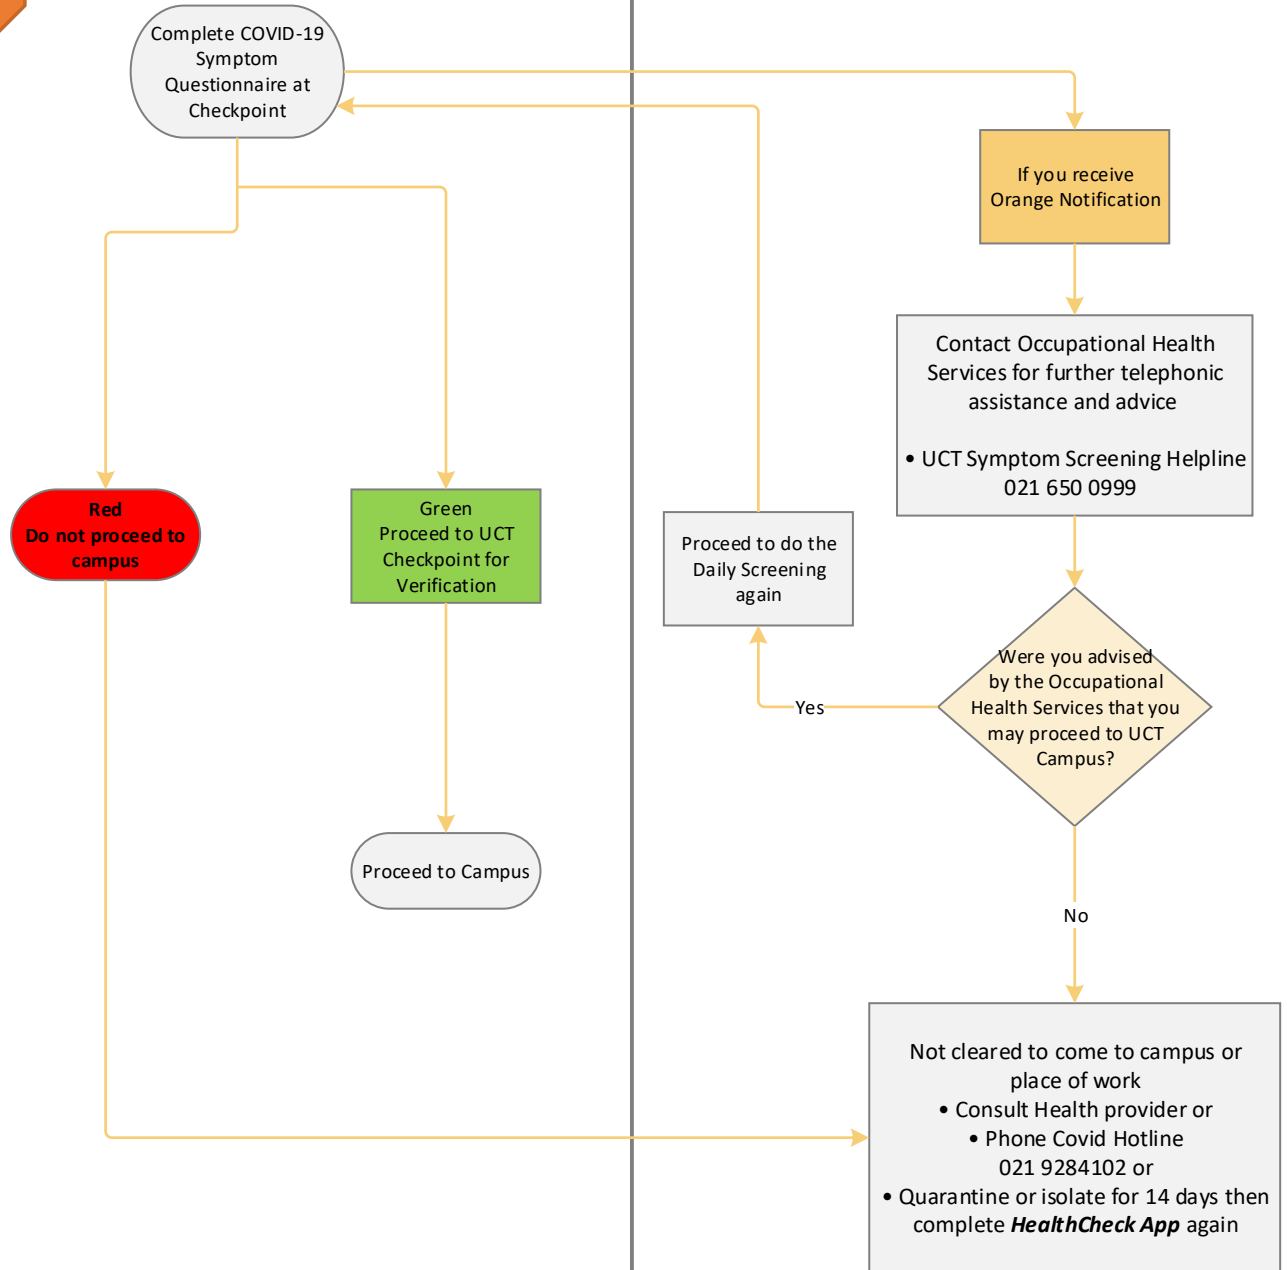 Complete COVID-19
Symptom
Questionnaire at
Checkpoint
If you receive
Orange Notification
Contact Occupational Health
Services for further telephonic
assistance and advice
• UCT Symptom Screening Helpline
021 650 0999
Red
Do not proceed to
campus
Green
Proceed to UCT
Checkpoint for
Verification
Proceed to do the
Daily Screening
again
Were you advised
by the Occupational
Health Services that you
may proceed to UCT
Campus?
Yes
Proceed to Campus
No
Not cleared to come to campus or
place of work
• Consult Health provider or
• Phone Covid Hotline
021 9284102 or
• Quarantine or isolate for 14 days then
complete HealthCheck App again